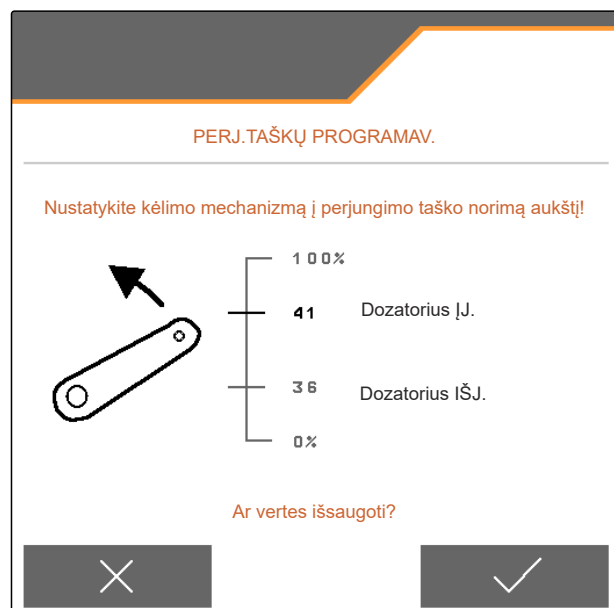 PERJ.TAŠKŲ PROGRAMAV.
Nustatykite kėlimo mechanizmą į perjungimo taško norimą aukštį!
100%
41 Dozatorius ĮJ.
36 Dozatorius IŠJ.
0%
Ar vertes išsaugoti?